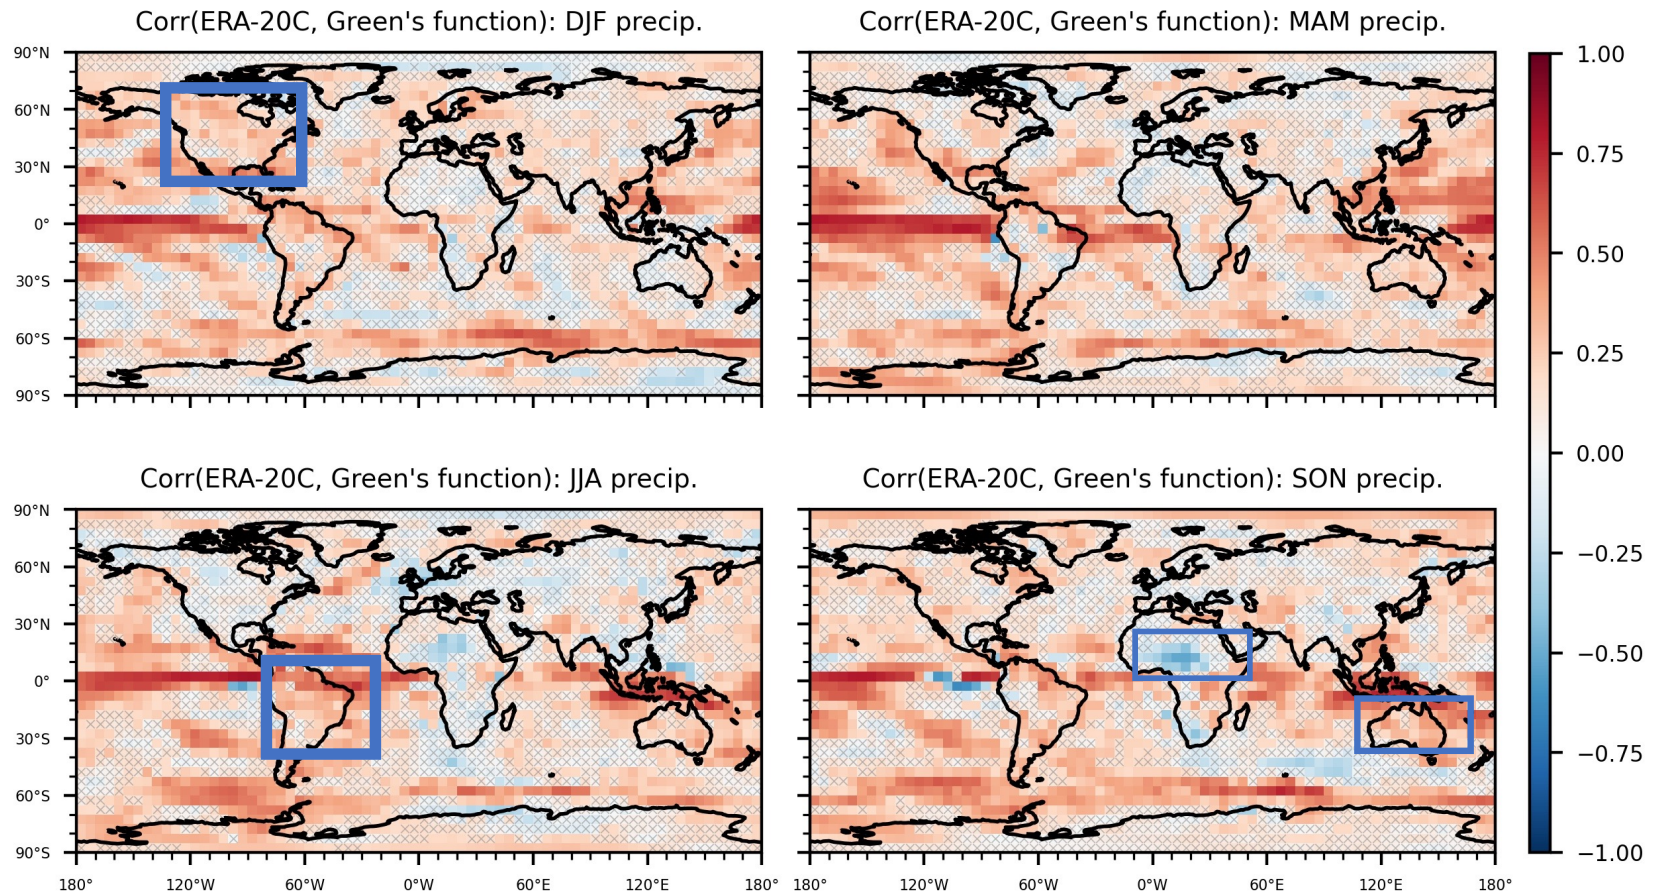 Corr(ERA-20C, Green's function): DJF precip.
Corr(ERA-20C, Green's function): MAM precip.
90°N
60°N
30°N
0°
30°S
60°S
90°S
1.00
0.75
0.50
0.25
0.00
−0.25
−0.50
−0.75
−1.00
Corr(ERA-20C, Green's function): JJA precip.
Corr(ERA-20C, Green's function): SON precip.
90°N
60°N
30°N
0°
30°S
60°S
90°S
180° 120°W 60°W 0°W 60°E 120°E 180°
120°W 60°W 0°W 60°E 120°E 180°